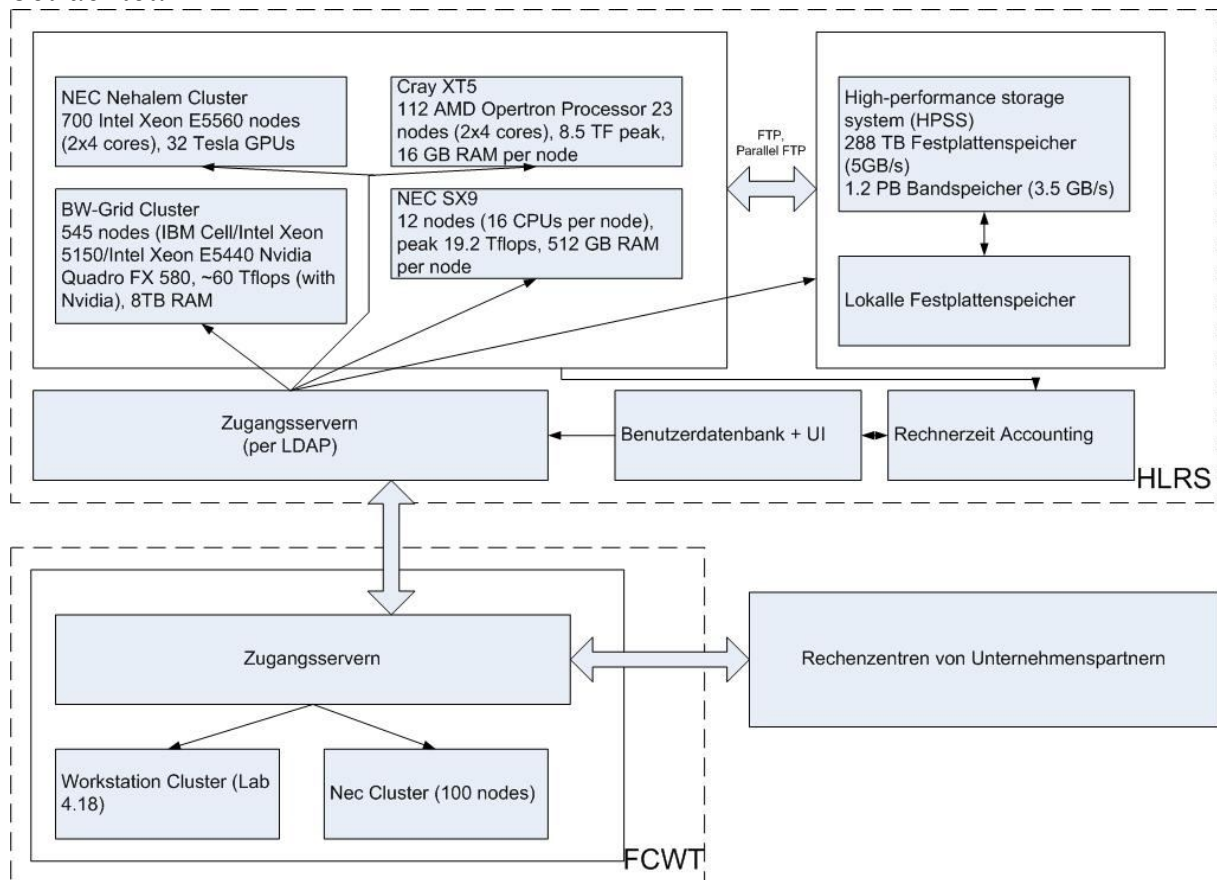 NEC Nehalem Cluster
700 Intel Xeon E5560 nodes
(2x4 cores), 32 Tesla GPUs
Cray XT5
112 AMD Opertron Processor 23
nodes (2x4 cores), 8.5 TF peak,
16 GB RAM per node
BW-Grid Cluster
545 nodes (IBM Cell/Intel Xeon
5150/Intel Xeon E5440 Nvidia
Quadro FX 580, ~60 Tflops (with
Nvidia), 8TB RAM
NEC SX9
12 nodes (16 CPUs per node),
peak 19.2 Tflops, 512 GB RAM
per node
FTP,
Parallel FTP
High-performance storage
system (HPSS)
288 TB Festplattenspeicher
(5GB/s)
1.2 PB Bandspeicher (3.5 GB/s)
Lokalle Festplattenspeicher
Zugangsservern
(per LDAP)
Benutzerdatenbank + UI
Rechnerzeit Accounting
HLRS
Zugangsservern
Rechenzentren von Unternehmenspartnern
Workstation Cluster (Lab
4.18)
Nec Cluster (100 nodes)
FCWT